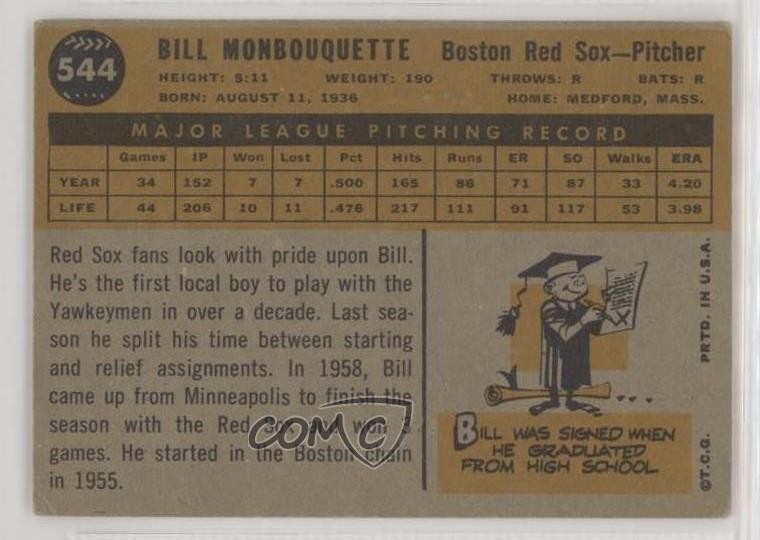 544
BILL MONBOUQUETTE Boston Red Sox—Pitcher
HEIGHT: 5:11 WEIGHT: 190 THROWS: R BATS: R
BORN: AUGUST 11, 1936 HOME: MEDFORD, MASS.
MAJOR LEAGUE PITCHING RECORD
Games IP Won Lost Pct Hits Runs ER SO Walks ERA
YEAR 34 152 7 7 .500 165 86 71 87 33 4.20
LIFE 44 206 10 11 .476 217 111 91 117 53 3.98
Red Sox fans look with pride upon Bill.
He's the first local boy to play with the
Yawkeymen in over a decade. Last sea-
son he split his time between starting
and relief assignments. In 1958, Bill
came up from Minneapolis to finish the
season with the Red Sox and won 3
games. He started in the Boston chain
in 1955.
COMC
BILL WAS SIGNED WHEN
HE GRADUATED
FROM HIGH SCHOOL
©T.C.G. PRTD. IN U.S.A.